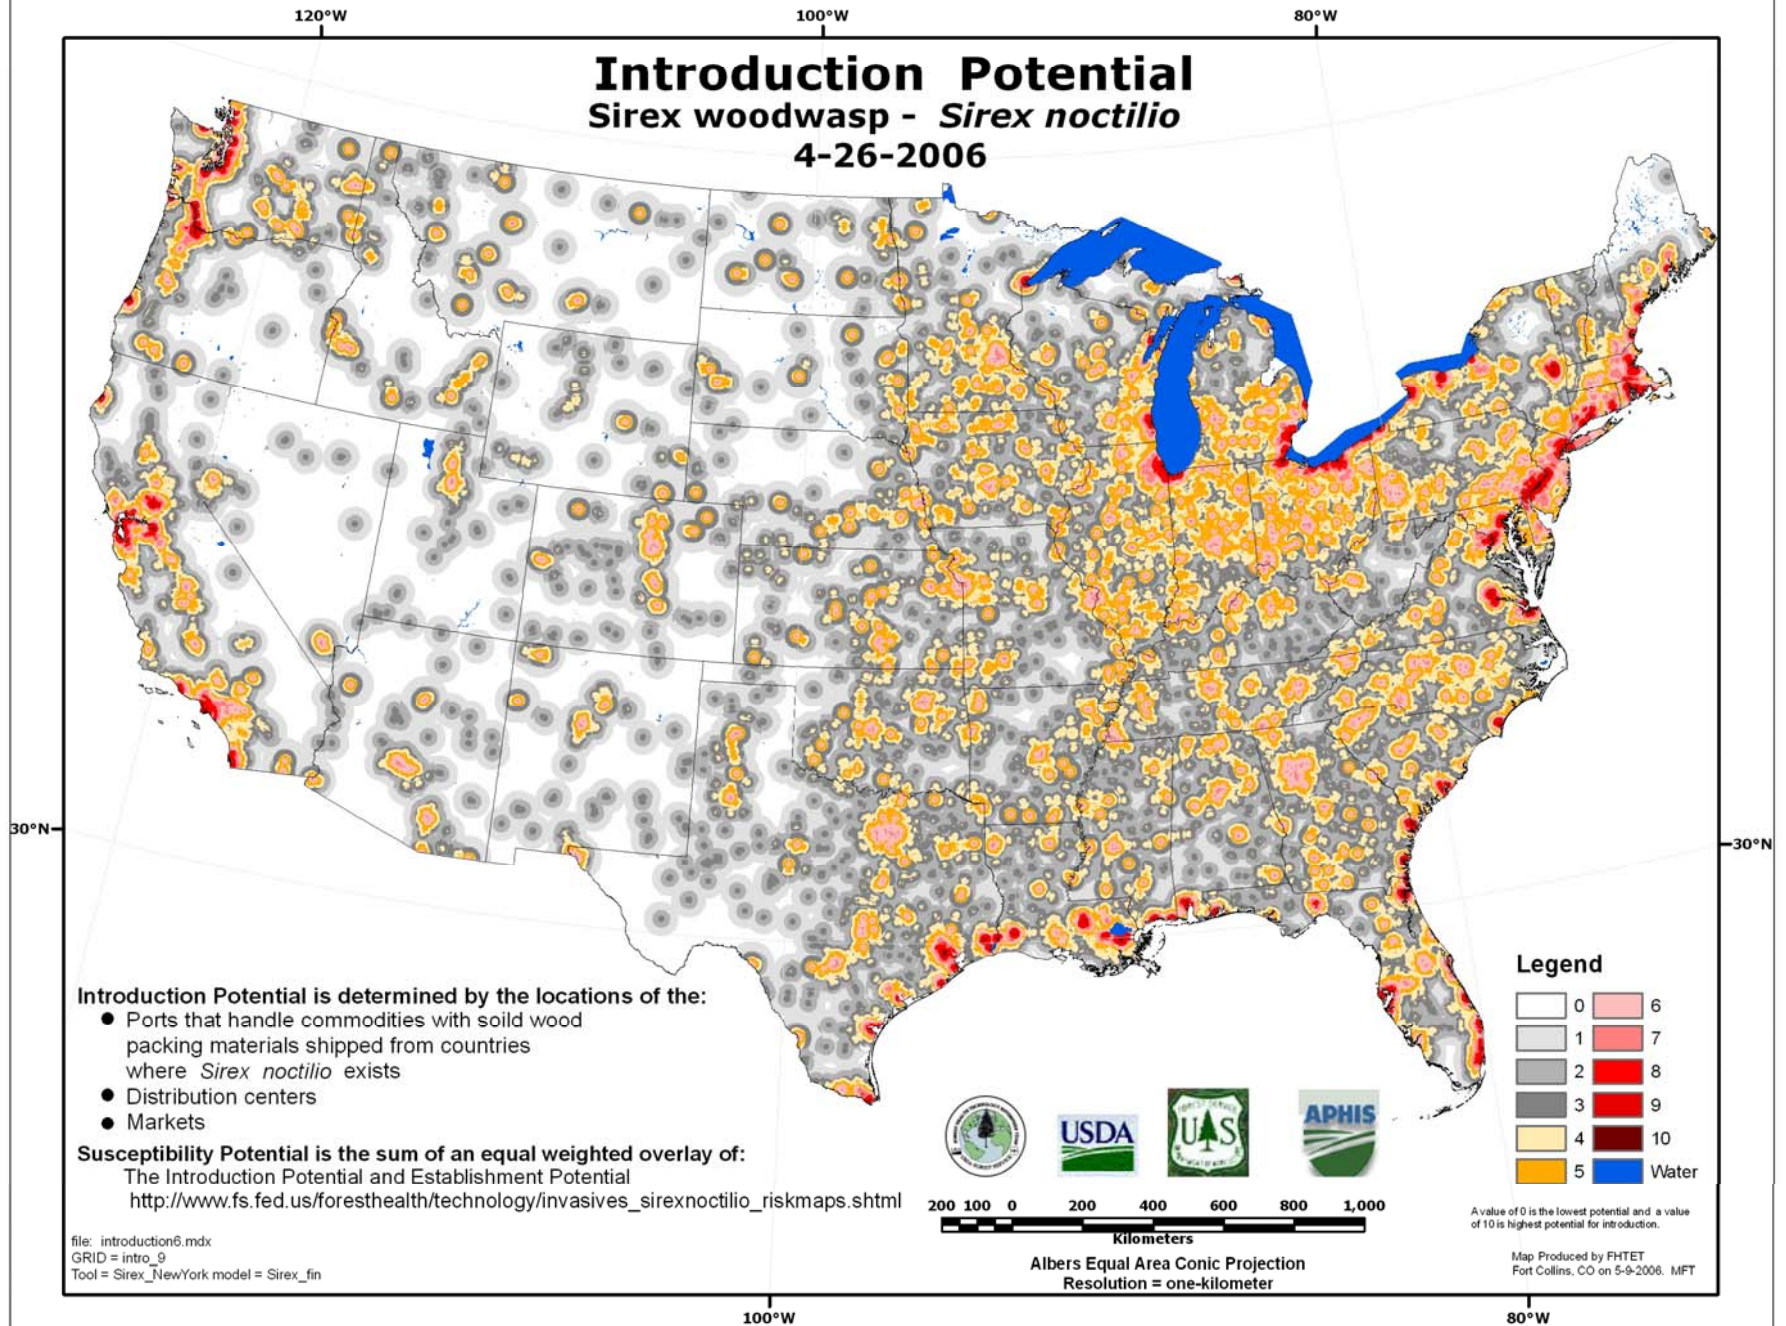 120°W 100°W 80°W
Introduction Potential
Sirex woodwasp - Sirex noctilio
4-26-2006
30°N
30°N
Introduction Potential is determined by the locations of the:
● Ports that handle commodities with soild wood
packing materials shipped from countries
where Sirex noctilio exists
● Distribution centers
● Markets
Susceptibility Potential is the sum of an equal weighted overlay of:
The Introduction Potential and Establishment Potential
http://www.fs.fed.us/foresthealth/technology/invasives_sirexnoctilio_riskmaps.shtml
file: introduction6.mdx
GRID = intro_9
Tool = Sirex_NewYork model = Sirex_fin
USDA
FOREST SERVICE
U S
APHIS
200 100 0 200 400 600 800 1,000
Kilometers
Albers Equal Area Conic Projection
Resolution = one-kilometer
Legend
0 6
1 7
2 8
3 9
4 10
5 Water
A value of 0 is the lowest potential and a value
of 10 is highest potential for introduction.
Map Produced by FHTET
Fort Collins, CO on 5-9-2006. MFT
100°W 80°W